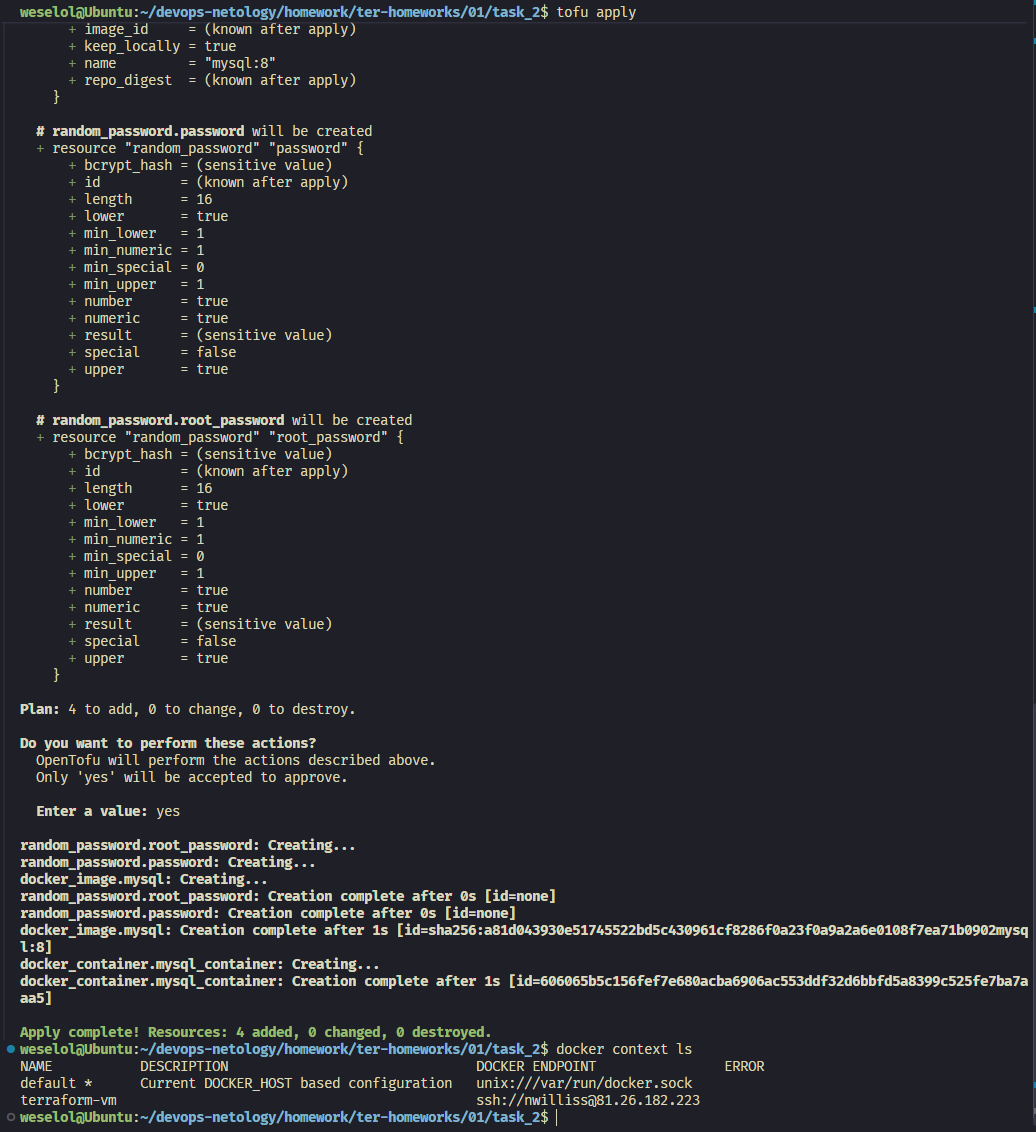 weselol@Ubuntu:~/devops-netology/homework/ter-homeworks/01/task_2$ tofu apply
      + image_id     = (known after apply)
      + keep_locally = true
      + name         = "mysql:8"
      + repo_digest  = (known after apply)
    }

  # random_password.password will be created
  + resource "random_password" "password" {
      + bcrypt_hash = (sensitive value)
      + id          = (known after apply)
      + length      = 16
      + lower       = true
      + min_lower   = 1
      + min_numeric = 1
      + min_special = 0
      + min_upper   = 1
      + number      = true
      + numeric     = true
      + result      = (sensitive value)
      + special     = false
      + upper       = true
    }

  # random_password.root_password will be created
  + resource "random_password" "root_password" {
      + bcrypt_hash = (sensitive value)
      + id          = (known after apply)
      + length      = 16
      + lower       = true
      + min_lower   = 1
      + min_numeric = 1
      + min_special = 0
      + min_upper   = 1
      + number      = true
      + numeric     = true
      + result      = (sensitive value)
      + special     = false
      + upper       = true
    }

Plan: 4 to add, 0 to change, 0 to destroy.

Do you want to perform these actions?
  OpenTofu will perform the actions described above.
  Only 'yes' will be accepted to approve.

  Enter a value: yes

random_password.root_password: Creating...
random_password.password: Creating...
docker_image.mysql: Creating...
random_password.root_password: Creation complete after 0s [id=none]
random_password.password: Creation complete after 0s [id=none]
docker_image.mysql: Creation complete after 1s [id=sha256:a81d043930e51745522bd5c430961cf8286f0a23f0a9a2a6e0108f7ea71b0902mysq
l:8]
docker_container.mysql_container: Creating...
docker_container.mysql_container: Creation complete after 1s [id=606065b5c156fef7e680acba6906ac553ddf32d6bbfd5a8399c525fe7ba7a
aa5]

Apply complete! Resources: 4 added, 0 changed, 0 destroyed.
weselol@Ubuntu:~/devops-netology/homework/ter-homeworks/01/task_2$ docker context ls
NAME           DESCRIPTION                               DOCKER ENDPOINT                ERROR
default *      Current DOCKER_HOST based configuration   unix:///var/run/docker.sock
terraform-vm                                             ssh://nwilliss@81.26.182.223
weselol@Ubuntu:~/devops-netology/homework/ter-homeworks/01/task_2$